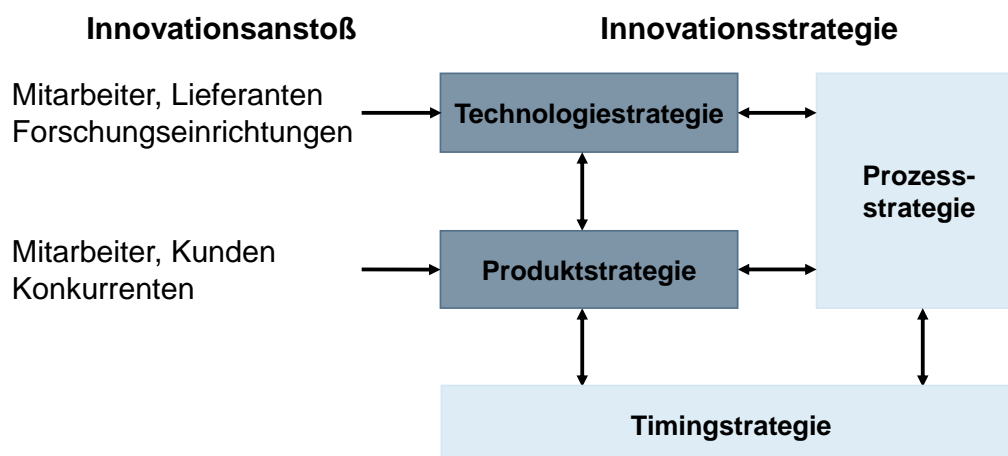 Innovationsanstoß
Innovationsstrategie
Mitarbeiter, Lieferanten
Forschungseinrichtungen
Technologiestrategie
Prozess-
strategie
Mitarbeiter, Kunden
Konkurrenten
Produktstrategie
Timingstrategie